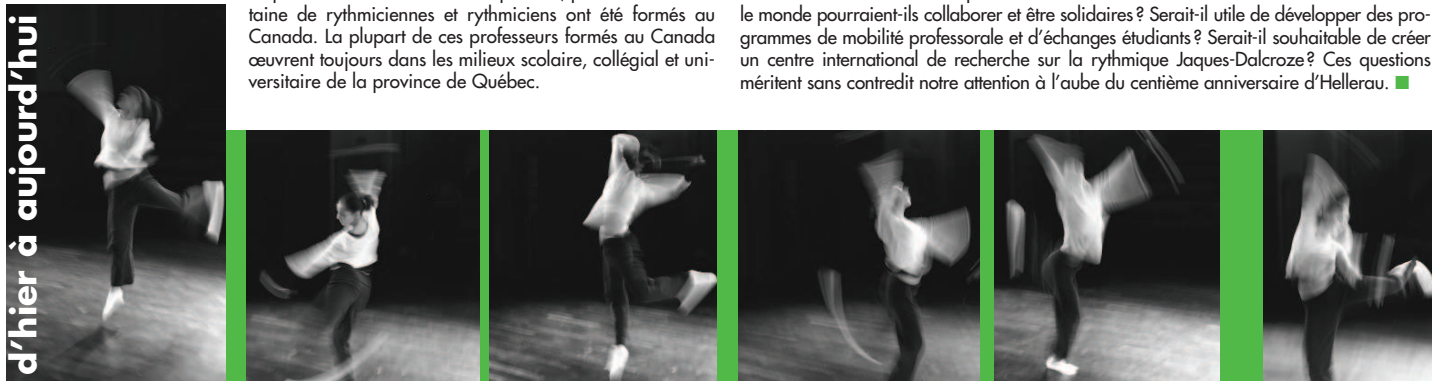 taine de rythmiciennes et rythmiciens ont été formés au
Canada. La plupart de ces professeurs formés au Canada
œuvrent toujours dans les milieux scolaire, collégial et uni-
versitaire de la province de Québec.
le monde pourraient-ils collaborer et être solidaires ? Serait-il utile de développer des pro-
grammes de mobilité professorale et d’échanges étudiants ? Serait-il souhaitable de créer
un centre international de recherche sur la rythmique Jaques-Dalcroze ? Ces questions
méritent sans contredit notre attention à l’aube du centième anniversaire d’Hellerau. ■
d’hier à aujourd’hui